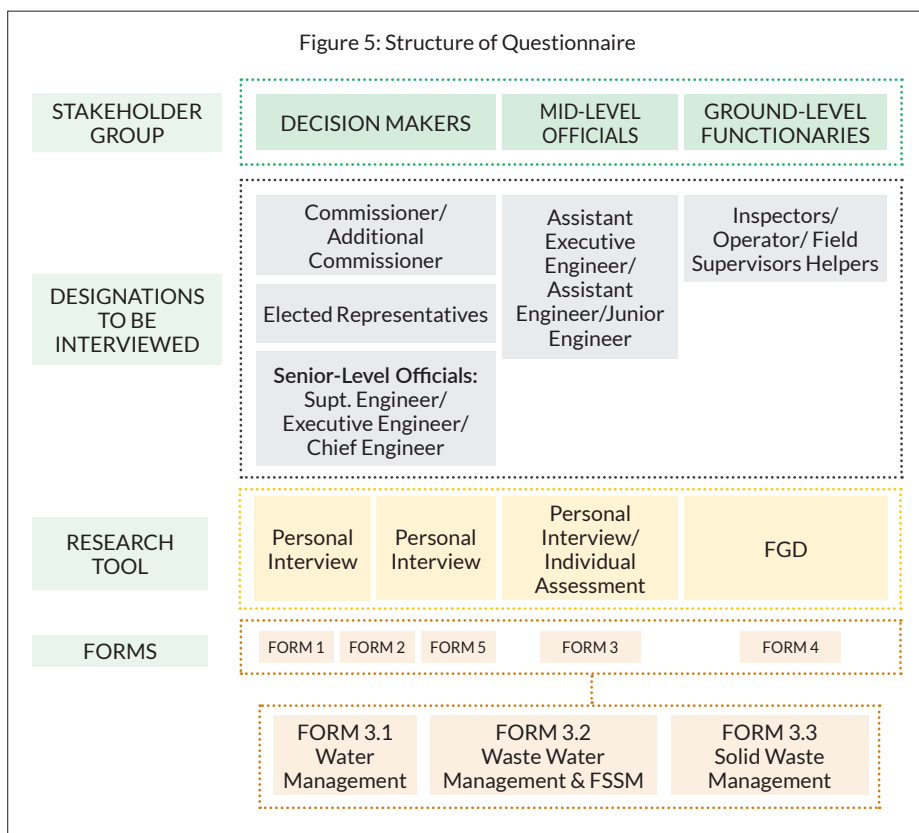 Figure 5: Structure of Questionnaire
STAKEHOLDER
GROUP
DECISION MAKERS
MID-LEVEL
OFFICIALS
GROUND-LEVEL
FUNCTIONARIES
DESIGNATIONS
TO BE
INTERVIEWED
Commissioner/
Additional
Commissioner
Elected Representatives
Senior-Level Officials:
Supt. Engineer/
Executive Engineer/
Chief Engineer
Assistant
Executive
Engineer/
Assistant
Engineer/Junior
Engineer
Inspectors/
Operator/ Field
Supervisors Helpers
RESEARCH
TOOL
Personal
Interview
Personal
Interview
Personal
Interview/
Individual
Assessment
FGD
FORMS
FORM 1
FORM 2
FORM 5
FORM 3
FORM 4
FORM 3.1
Water
Management
FORM 3.2
Waste Water
Management & FSSM
FORM 3.3
Solid Waste
Management